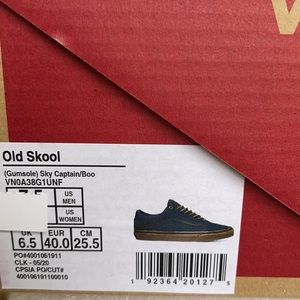 Old Skool
(Gumsole) Sky Captain/Boo
VN0A38G1UNF
US
MEN
US
WOMEN
UK EUR CM
6.5 40.0 25.5
PO#4001061911
CLK - 05/20
CPSIA PO/CUT#
400106191100010
1 92364 20127 5